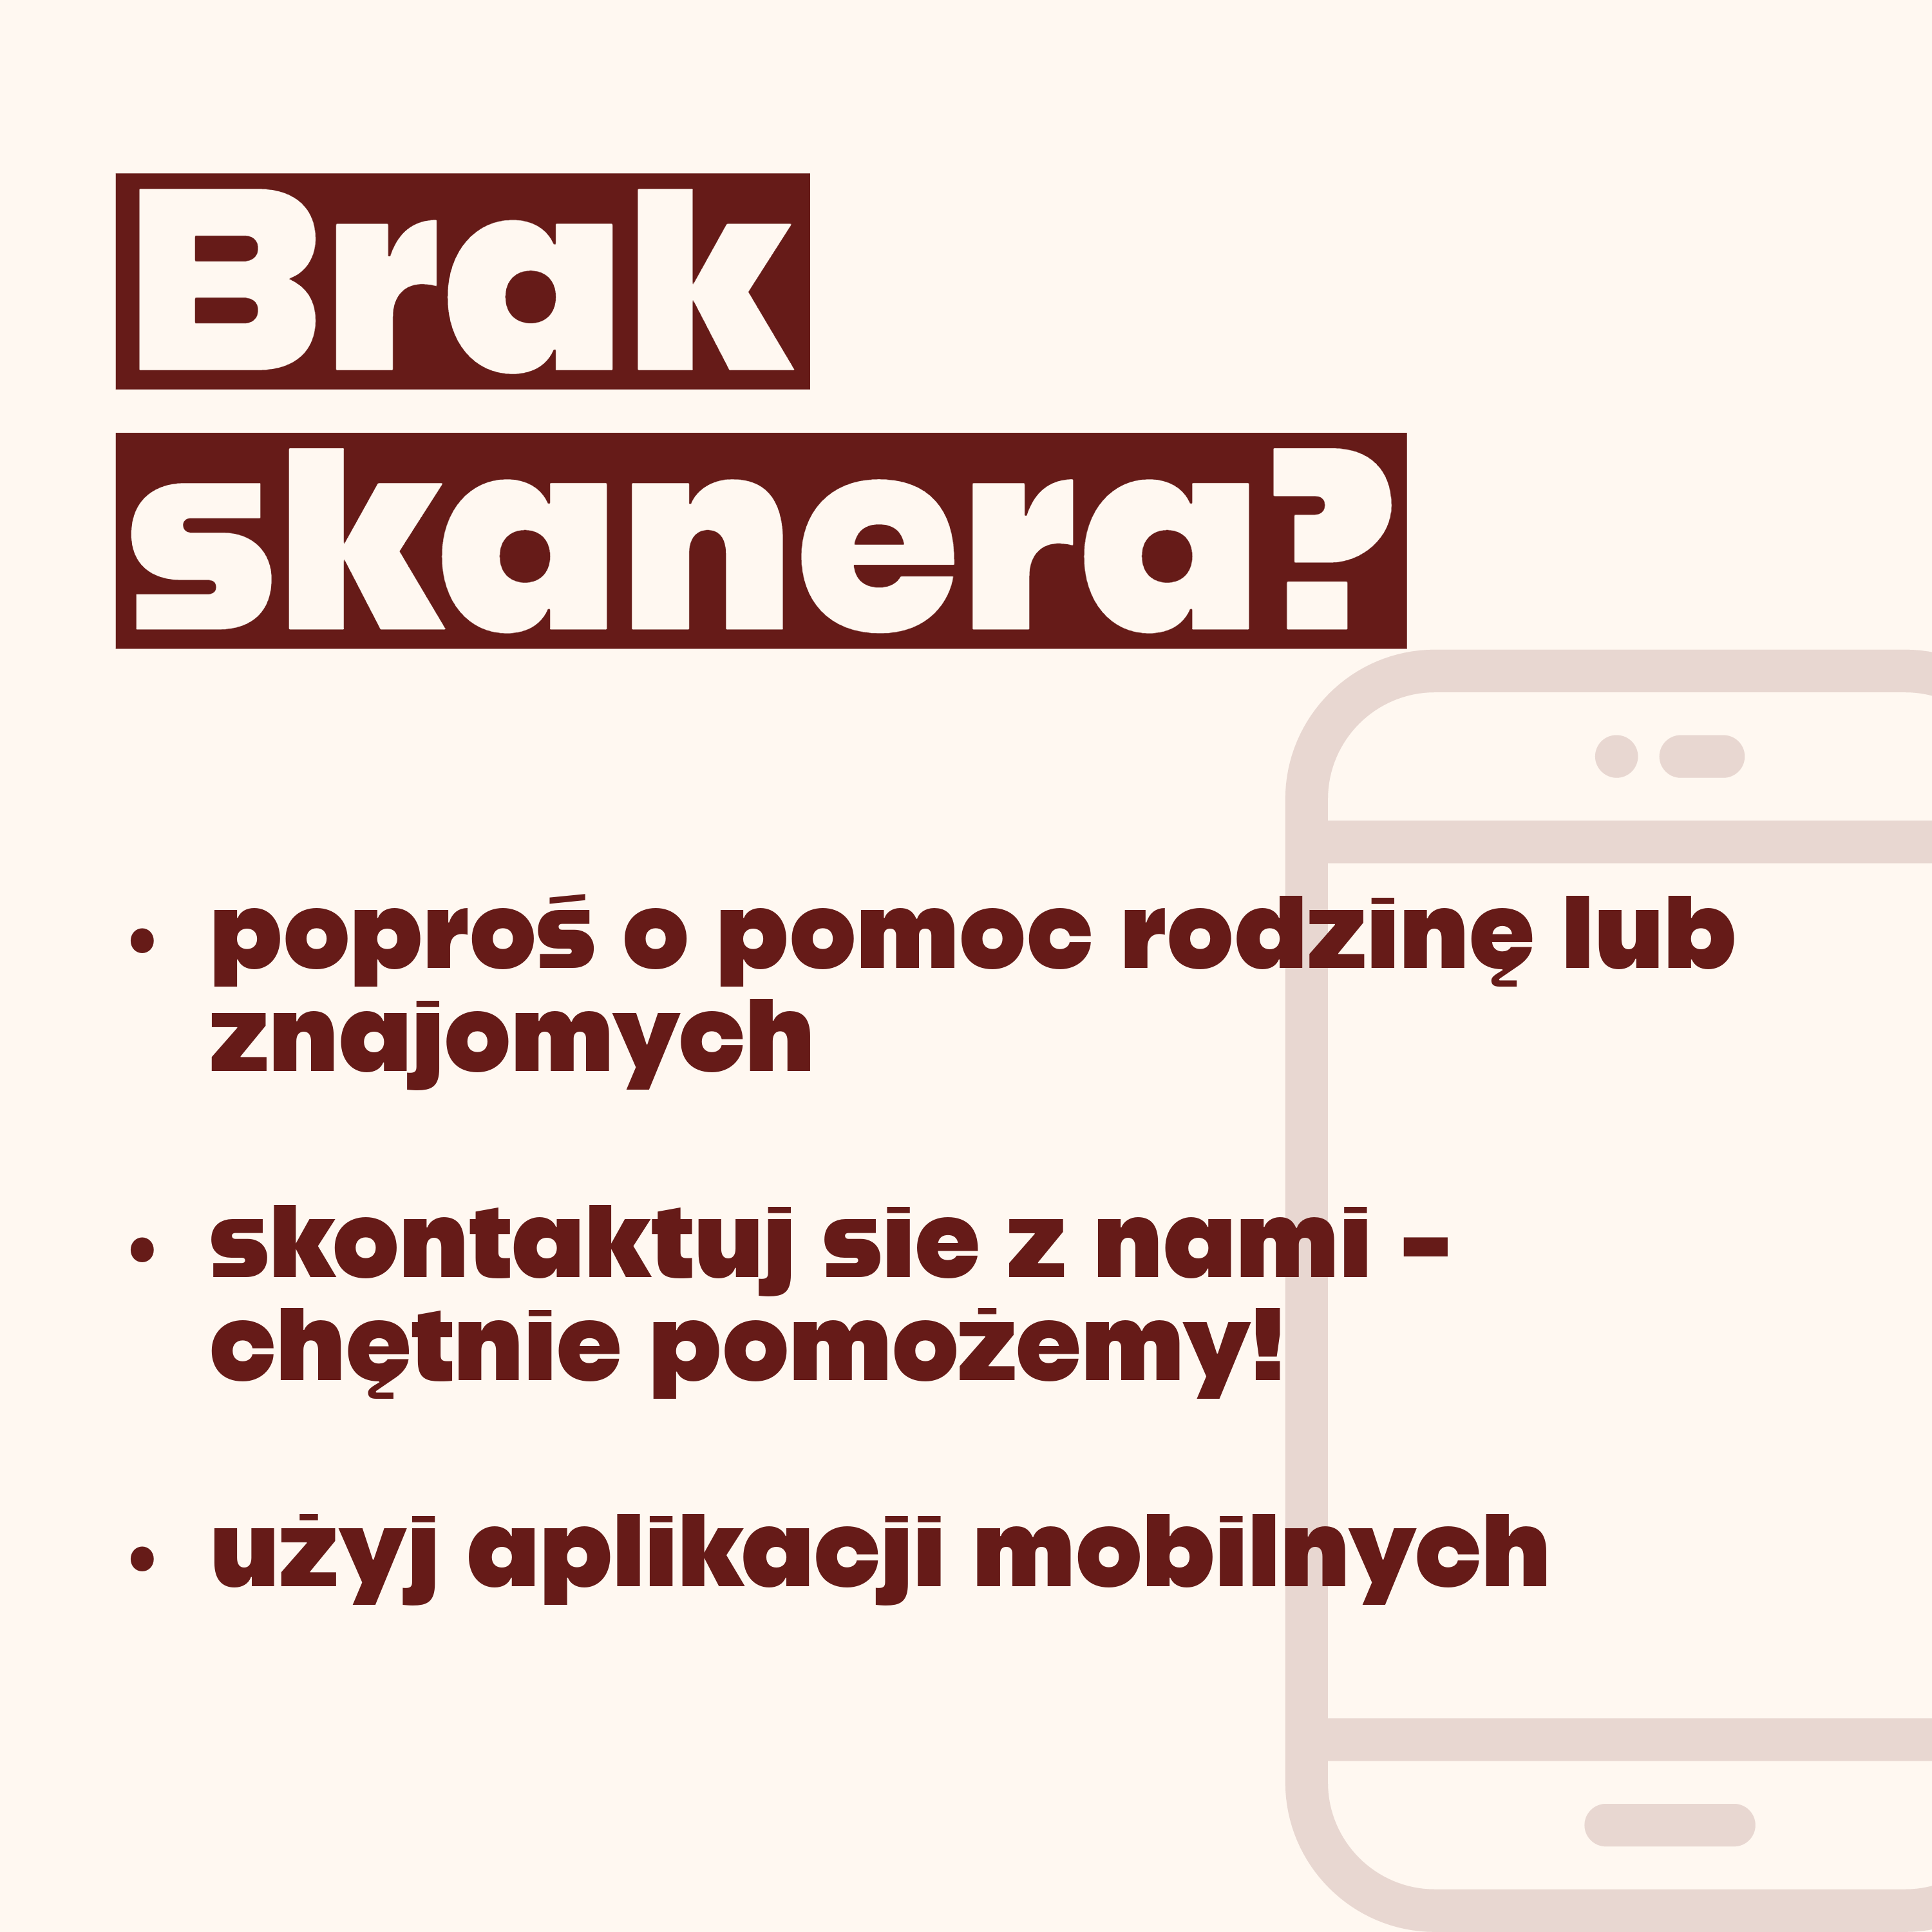 Brak
skanera?
• poproś o pomoc rodzinę lub
znajomych
• skontaktuj sie z nami –
chętnie pomożemy!
• użyj aplikacji mobilnych